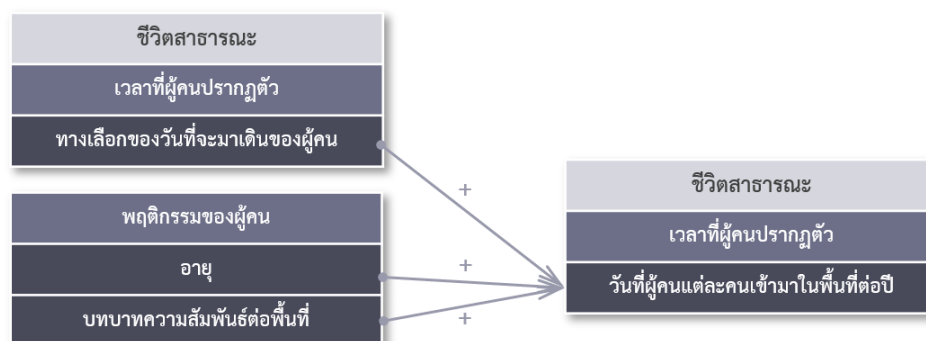 ชีวิตสาธารณะ
เวลาที่ผู้คนปรากฏตัว
ทางเลือกของวันที่จะมาเดินของผู้คน
พฤติกรรมของผู้คน
อายุ
บทบาทความสัมพันธ์ต่อพื้นที่
+
+
+
ชีวิตสาธารณะ
เวลาที่ผู้คนปรากฏตัว
วันที่ผู้คนแต่ละคนเข้ามาในพื้นที่ต่อปี